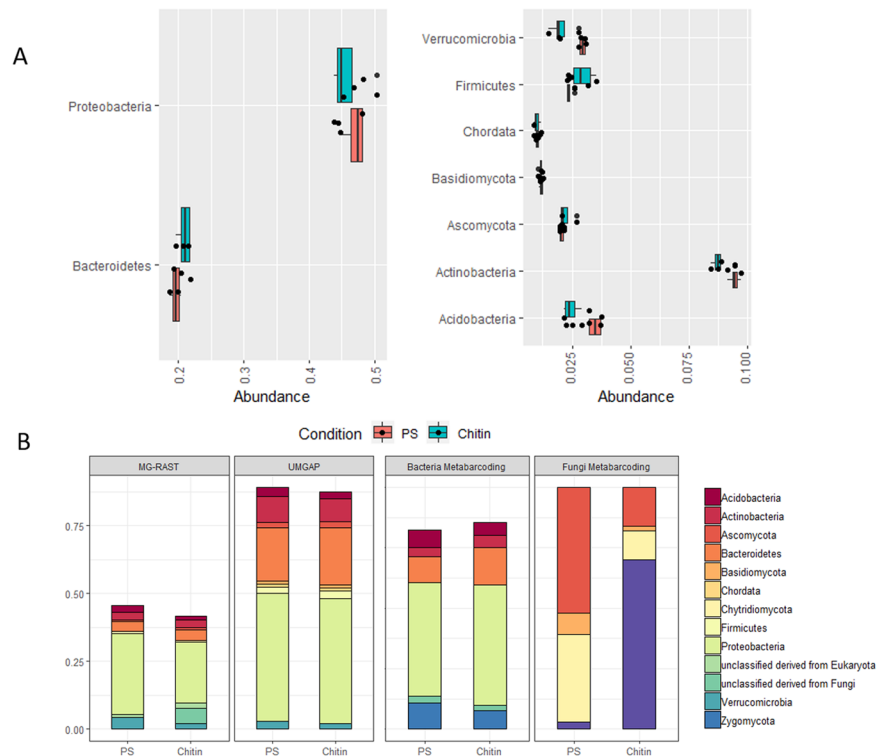 A
Proteobacteria
Bacteroidetes
0.2
0.3
0.4
0.5
Abundance
Verrucomicrobia
Firmicutes
Chordata
Basidiomycota
Ascomycota
Actinobacteria
Acidobacteria
0.025
0.050
0.075
0.100
Abundance
B
Condition PS Chitin
MG-RAST
UMGAP
Bacteria Metabarcoding
Fungi Metabarcoding
0.75
0.50
0.25
0.00
PS
Chitin
PS
Chitin
PS
Chitin
PS
Chitin
Acidobacteria
Actinobacteria
Ascomycota
Bacteroidetes
Basidiomycota
Chordata
Chytridiomycota
Firmicutes
Proteobacteria
unclassified derived from Eukaryota
unclassified derived from Fungi
Verrucomicrobia
Zygomycota